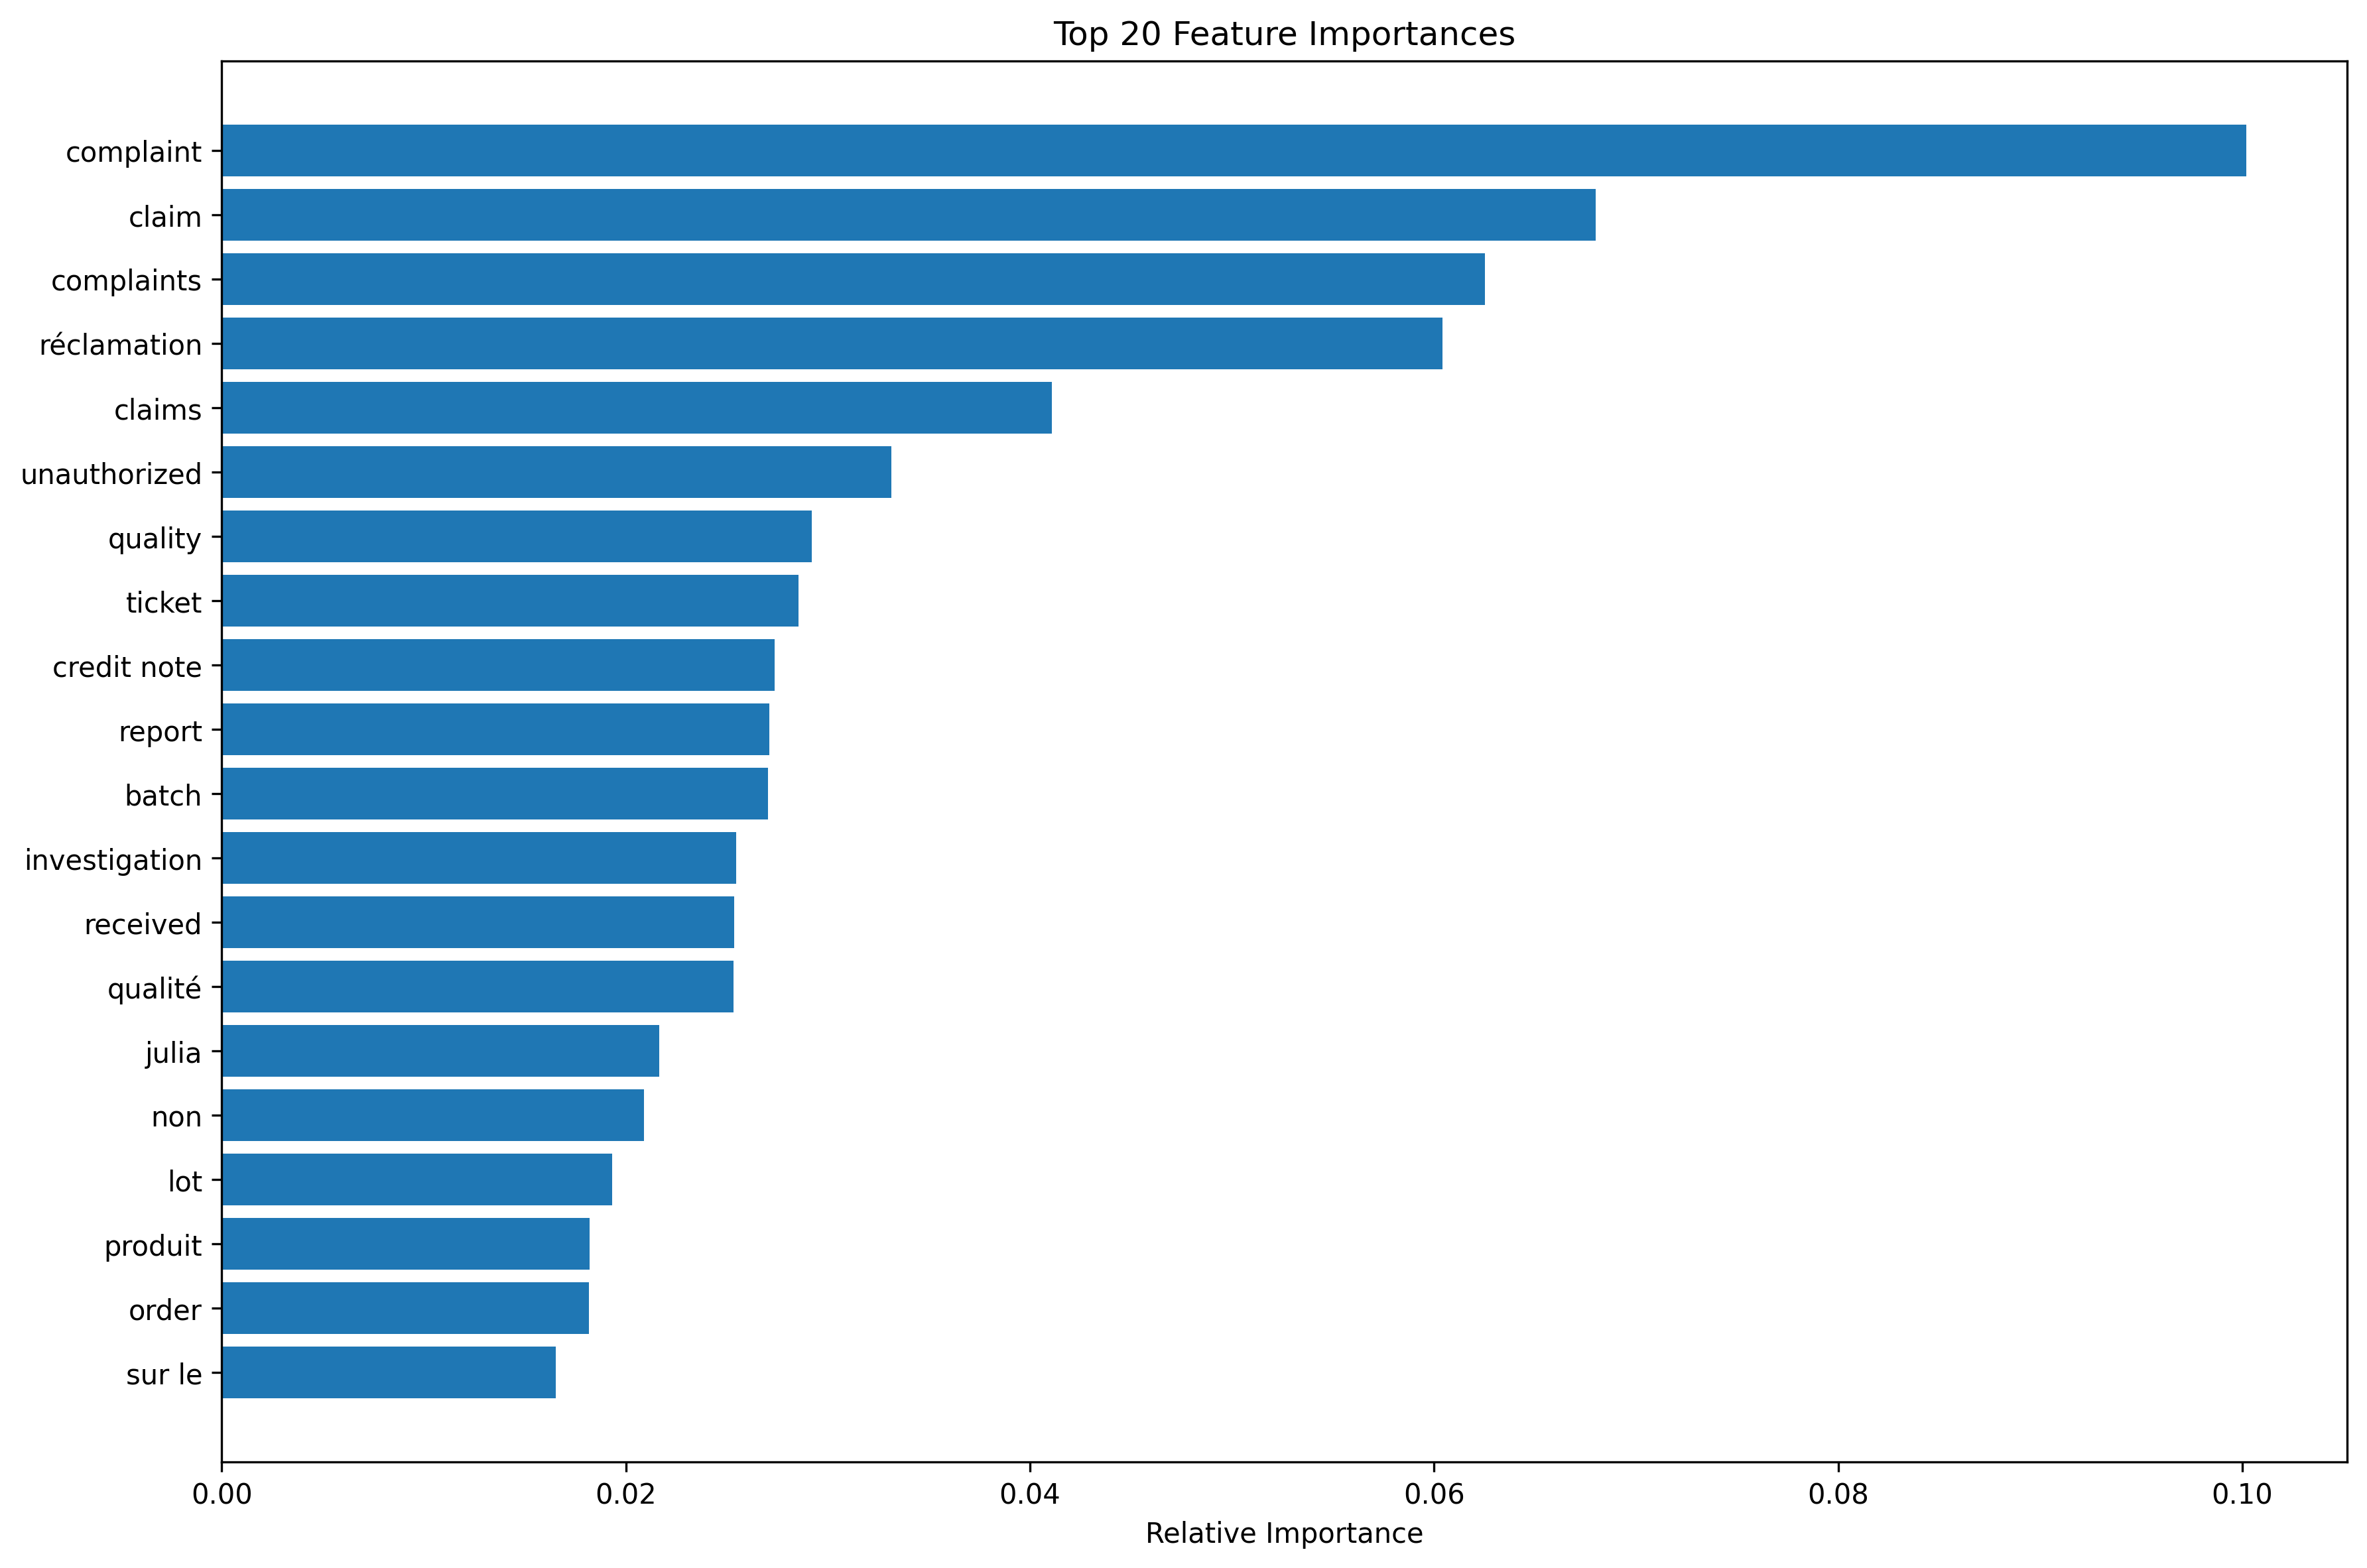 Top 20 Feature Importances
complaint
claim
complaints
réclamation
claims
unauthorized
quality
ticket
credit note
report
batch
investigation
received
qualité
julia
non
lot
produit
order
sur le
0.00 0.02 0.04 0.06 0.08 0.10
Relative Importance